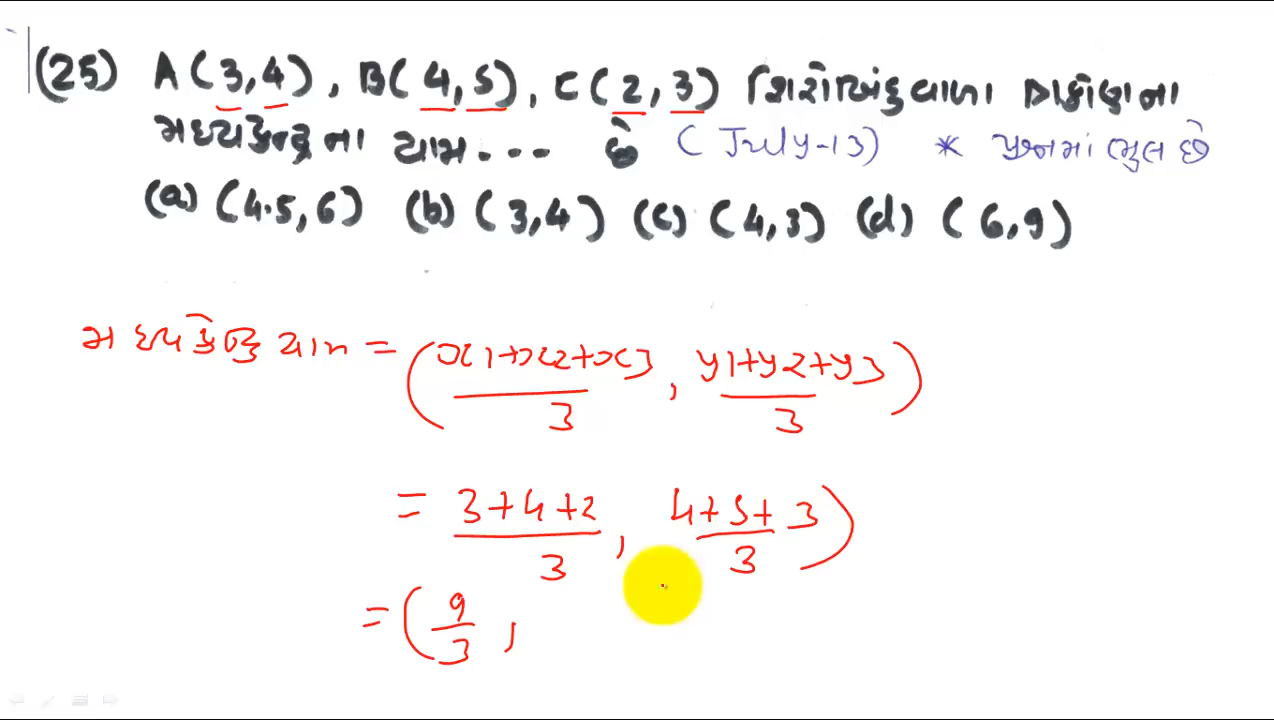 (25) A(3,4), B(4,5), C(2,3) શિરોબિંદુવાળા ત્રિકોણના
મધ્યકેન્દ્રના યામ... છે (July-13) * પ્રશ્નમાં ભુલ છે
(a) (4.5,6) (b) (3,4) (c) (4,3) (d) (6,9)
મધ્યકેન્દ્ર યામ = (x1+x2+x3/3, y1+y2+y3/3)
= 3+4+2/3, 4+5+3/3)
= (9/3,